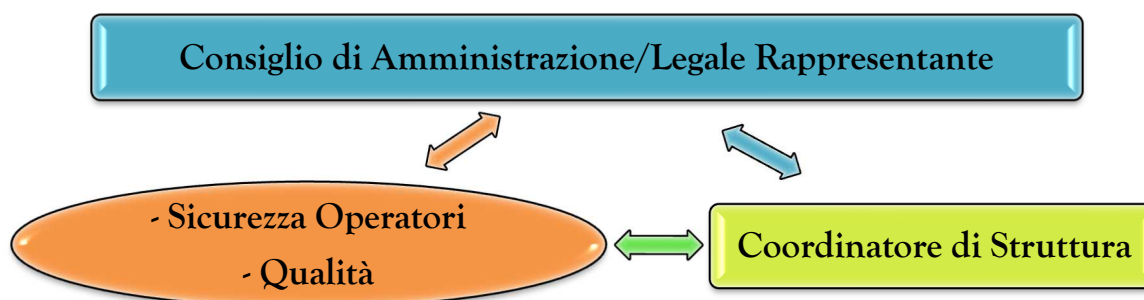 Consiglio di Amministrazione/Legale Rappresentante
- Sicurezza Operatori
- Qualità
Coordinatore di Struttura